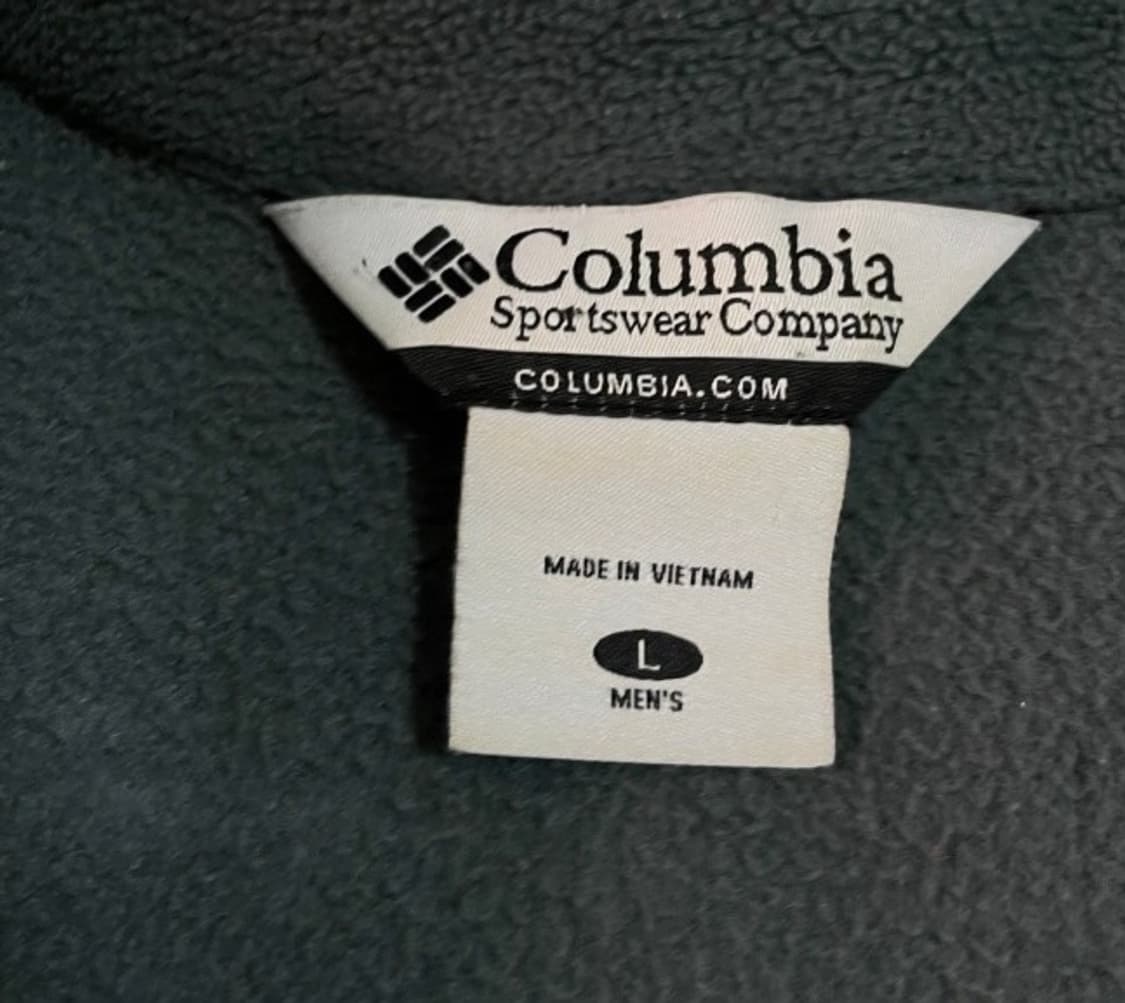 Columbia
Sportswear Company
COLUMBIA.COM
MADE IN VIETNAM
L
MEN'S